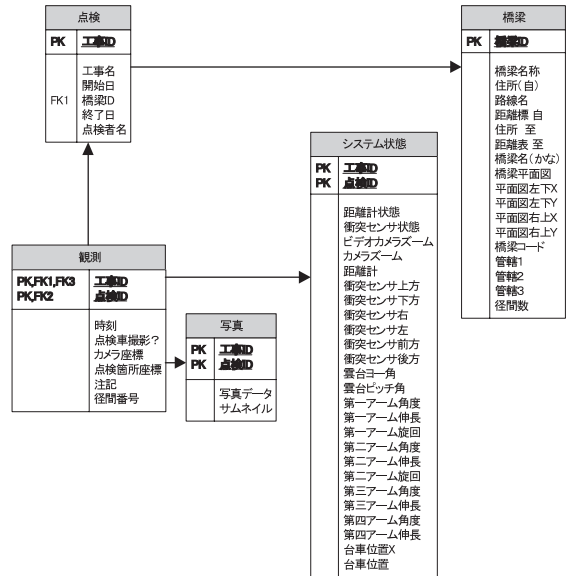 点検
PK 工事ID
工事名
開始日
FK1 橋梁ID
終了日
点検者名
橋梁
PK 橋梁ID
橋梁名称
住所(自)
路線名
距離標 自
住所 至
距離表 至
橋梁名(かな)
橋梁平面図
平面図左下X
平面図左下Y
平面図右上X
平面図右上Y
橋梁コード
管轄1
管轄2
管轄3
径間数
システム状態
PK 工事ID
PK 点検ID
距離計状態
衝突センサ状態
ビデオカメラズーム
カメラズーム
距離計
衝突センサ上方
衝突センサ下方
衝突センサ右
衝突センサ左
衝突センサ前方
衝突センサ後方
雲台ヨー角
雲台ピッチ角
第一アーム角度
第一アーム伸長
第一アーム旋回
第二アーム角度
第二アーム伸長
第二アーム旋回
第三アーム角度
第三アーム伸長
第四アーム角度
第四アーム伸長
台車位置X
台車位置
観測
PK,FK1,FK3 工事ID
PK,FK2 点検ID
時刻
点検車撮影?
カメラ座標
点検箇所座標
注記
径間番号
写真
PK 工事ID
PK 点検ID
写真データ
サムネイル